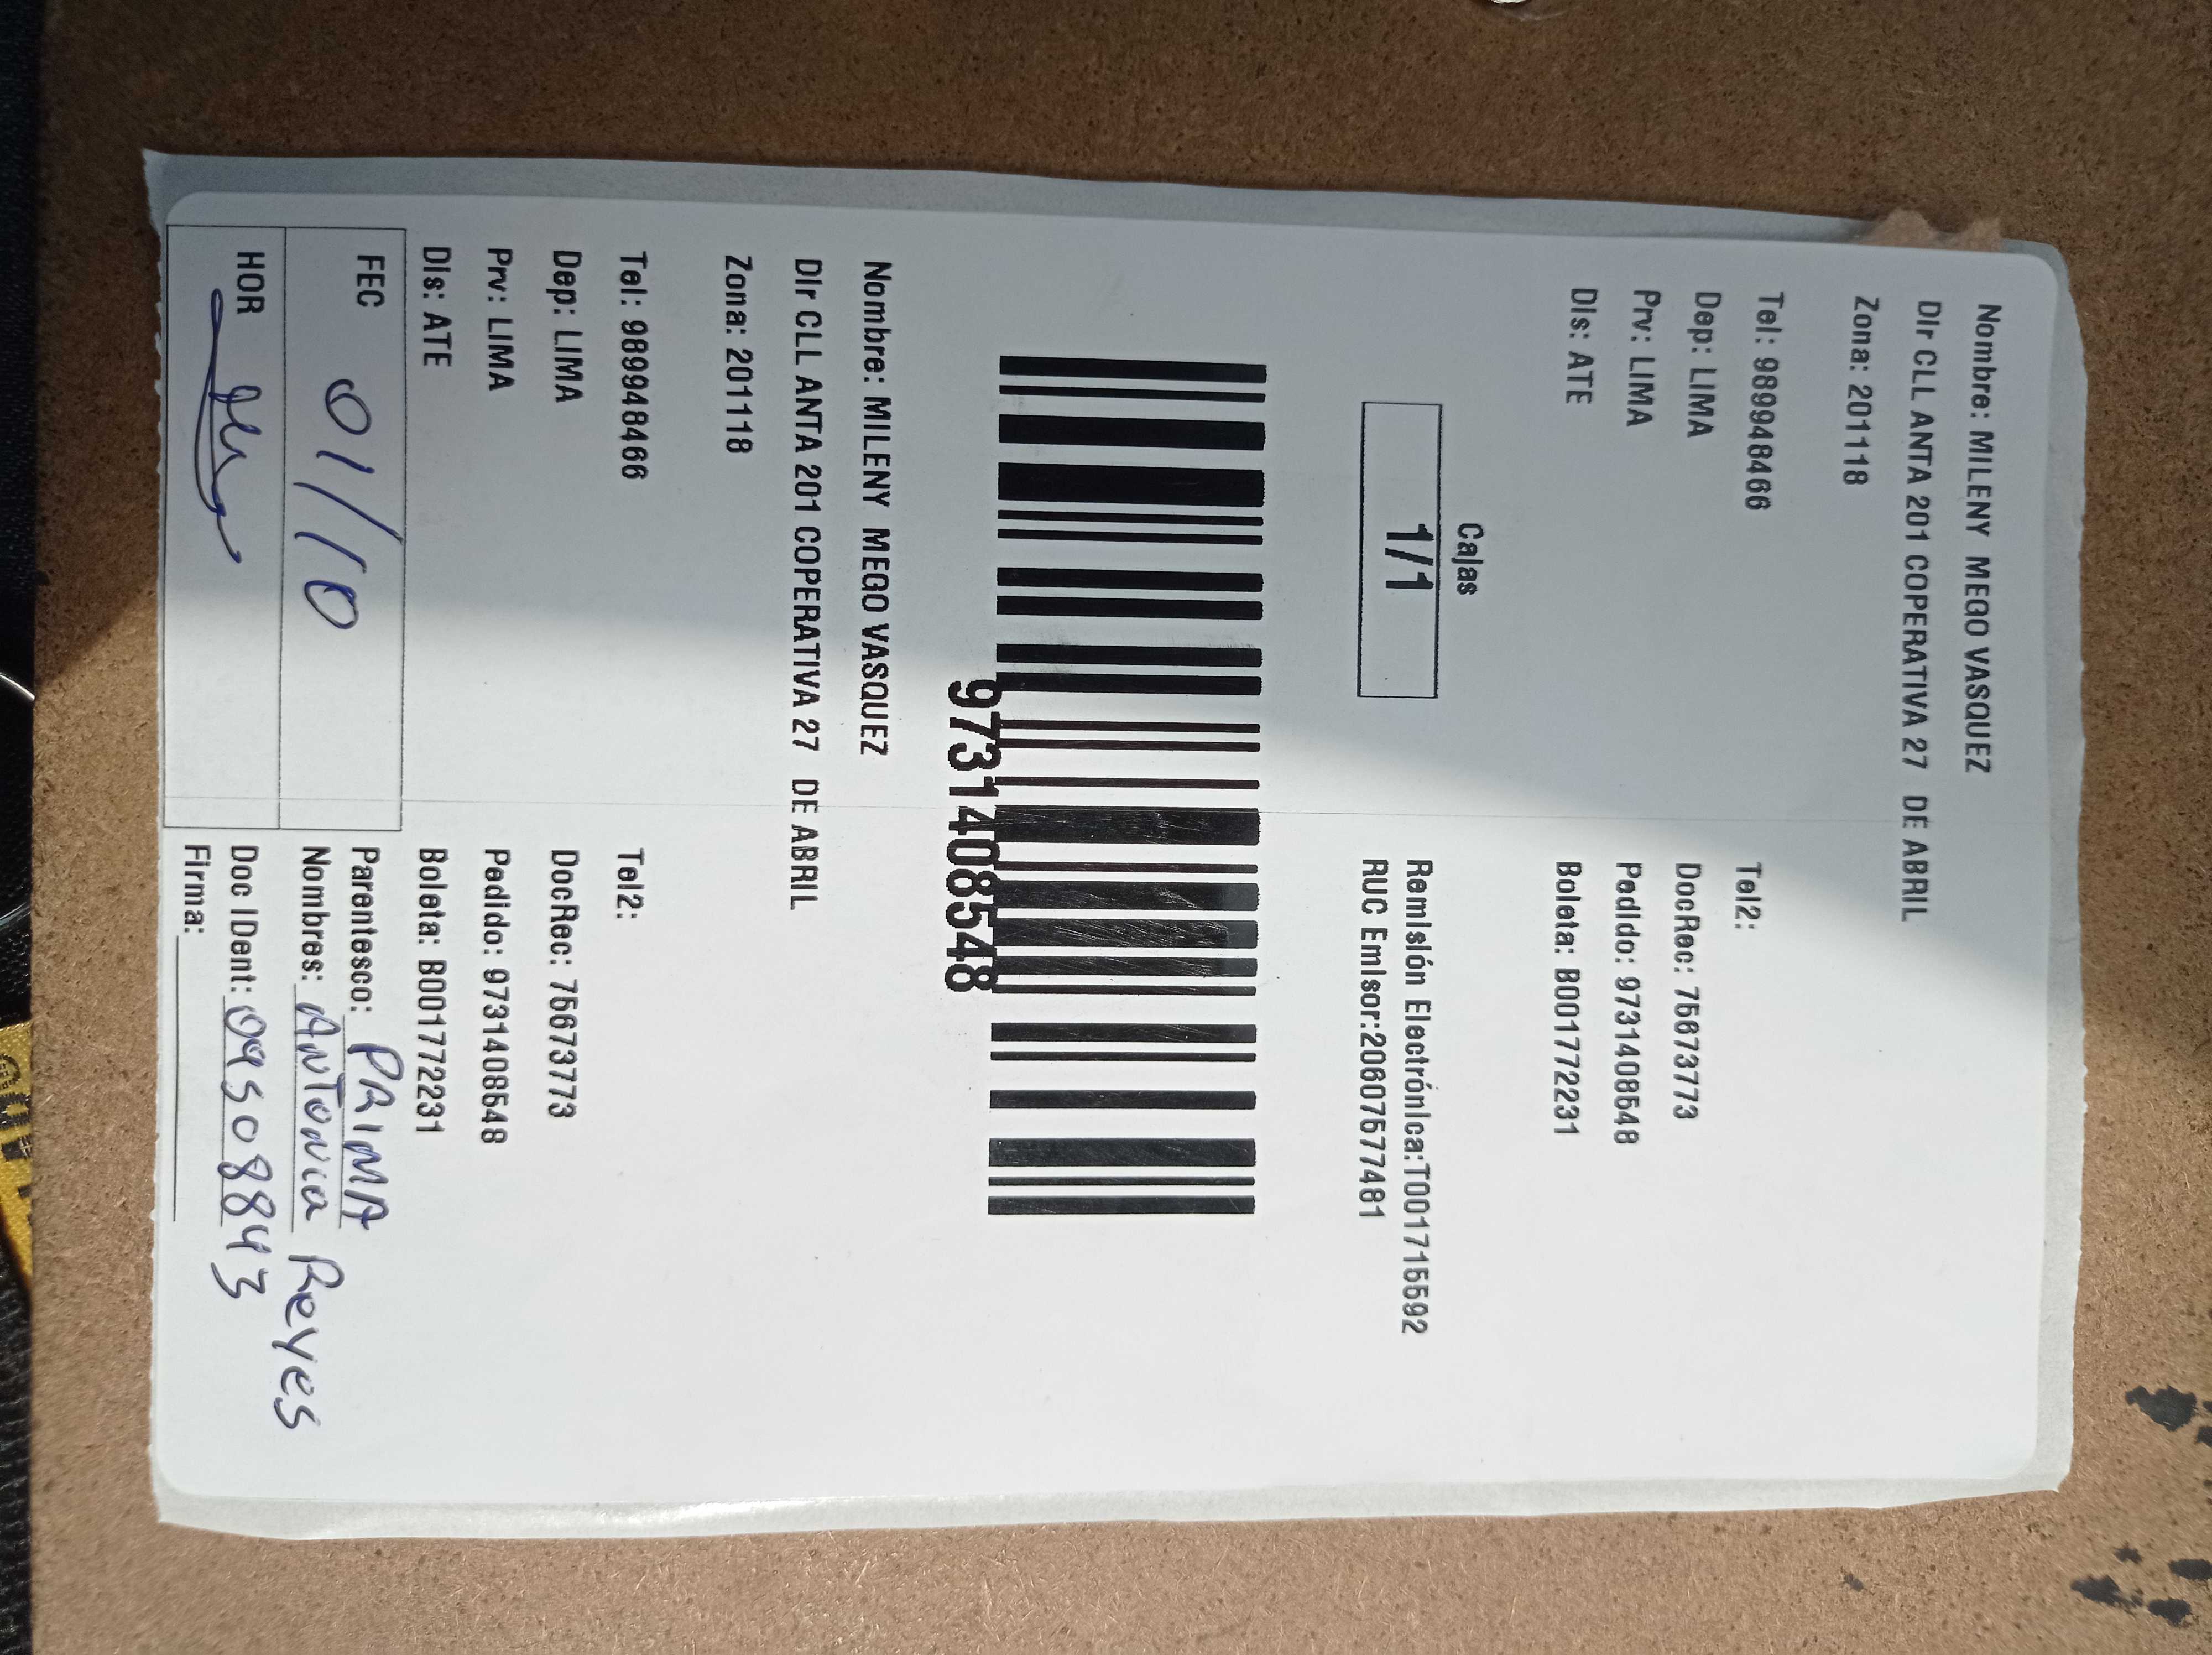 Nombre: MILENY MEGO VASQUEZ
Dir CLL ANTA 201 COPERATIVA 27 DE ABRIL
Zona: 201118
Tel: 989948466 Tel2:
Dep: LIMA DocRec: 75673773
Prv: LIMA Pedido: 9731408548
Dis: ATE Boleta: B001772231
Cajas
1/1
Remisión Electrónica:T001715592
RUC Emisor:20607577481
9731408548
Nombre: MILENY MEGO VASQUEZ
Dir CLL ANTA 201 COPERATIVA 27 DE ABRIL
Zona: 201118
Tel: 989948466 Tel2:
Dep: LIMA DocRec: 75673773
Prv: LIMA Pedido: 9731408548
Dis: ATE Boleta: B001772231
FEC 01/10 Parentesco: PRIMA
Nombres: Antonia Reyes
HOR Doc IDent: 09508843
Firma: